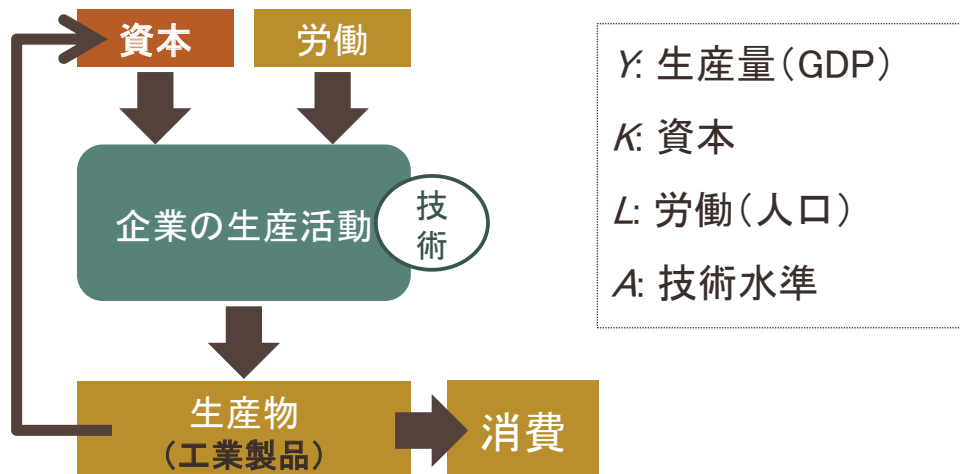 資本
労働
企業の生産活動
技
術
生産物
(工業製品)
消費
Y: 生産量(GDP)
K: 資本
L: 労働(人口)
A: 技術水準